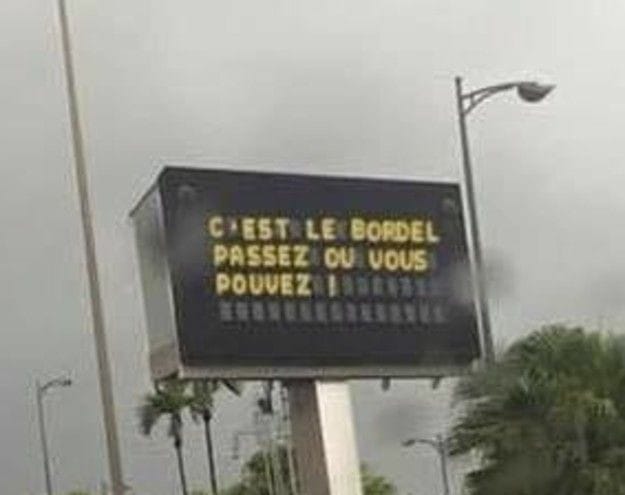 C'EST LE BORDEL
PASSEZ OU VOUS
POUVEZ !